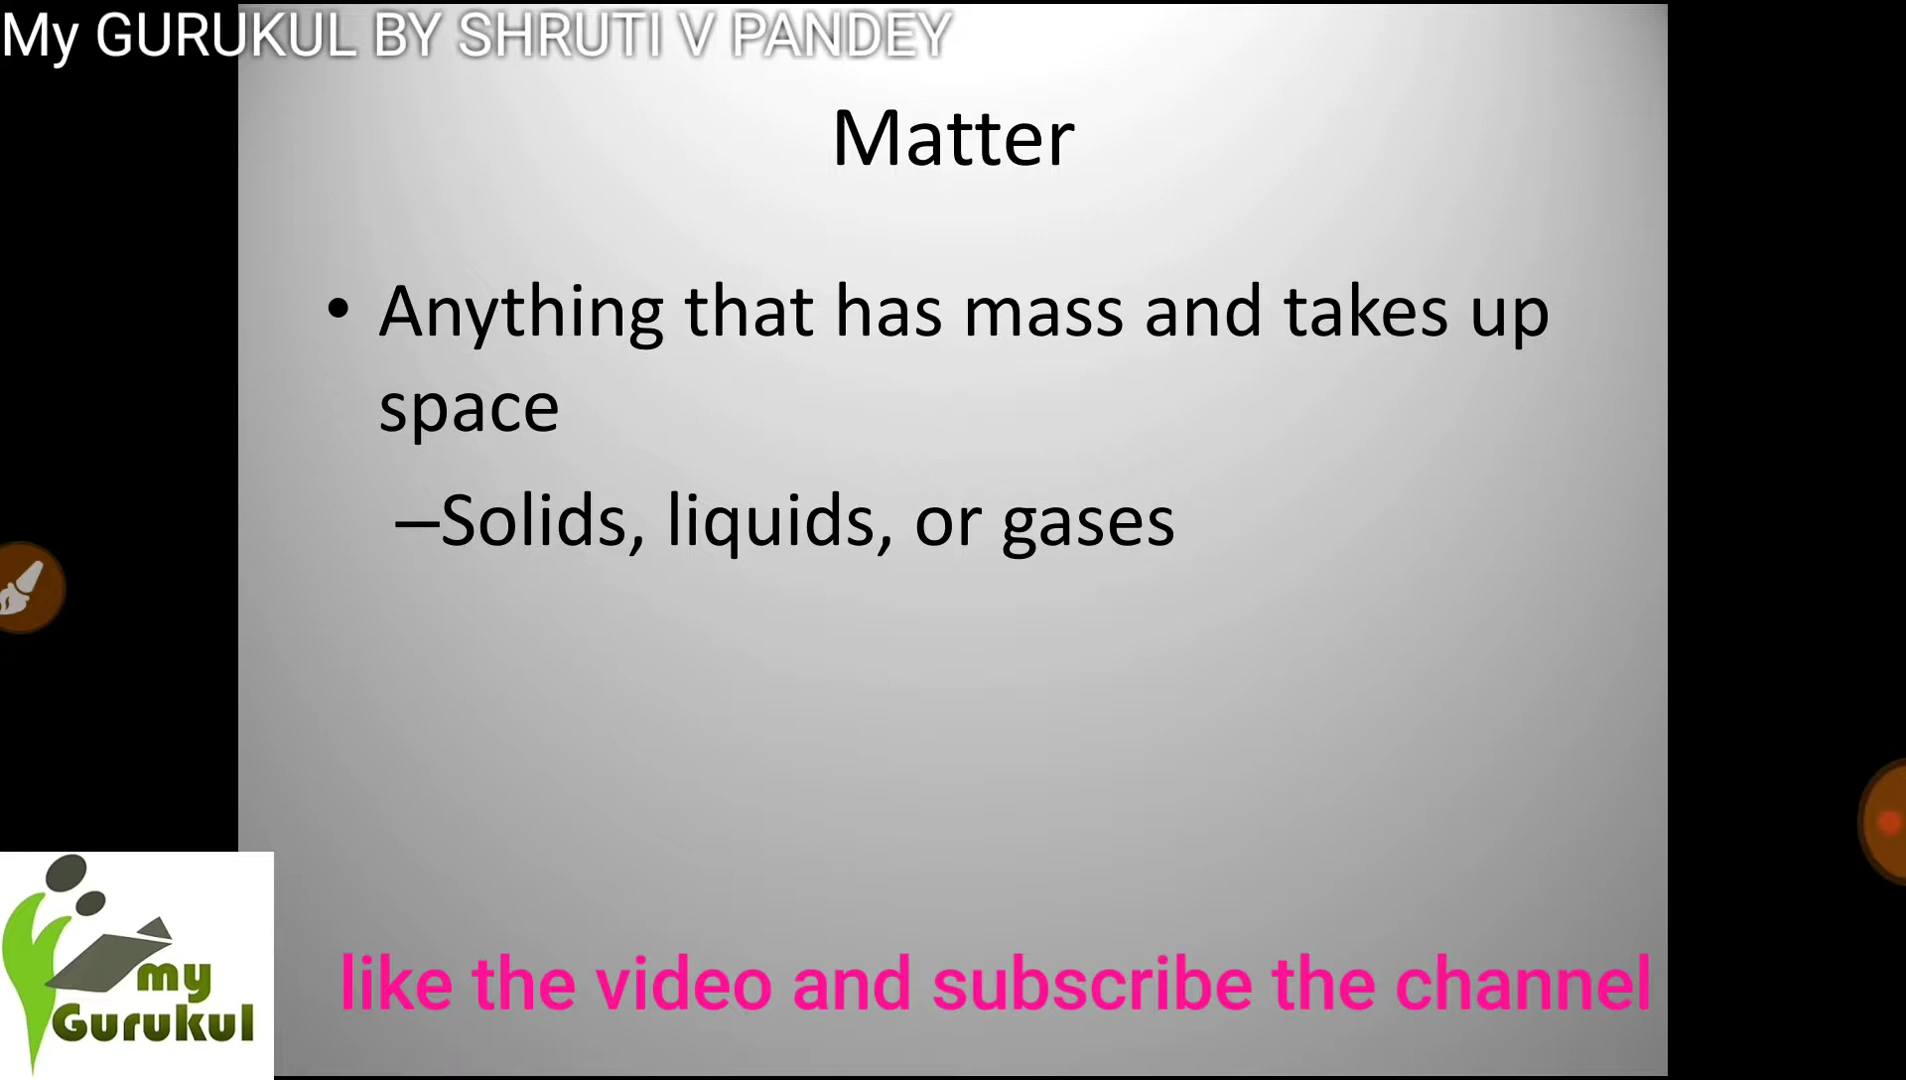 My GURUKUL BY SHRUTI V PANDEY
Matter
• Anything that has mass and takes up
space
–Solids, liquids, or gases
my
Gurukul
like the video and subscribe the channel